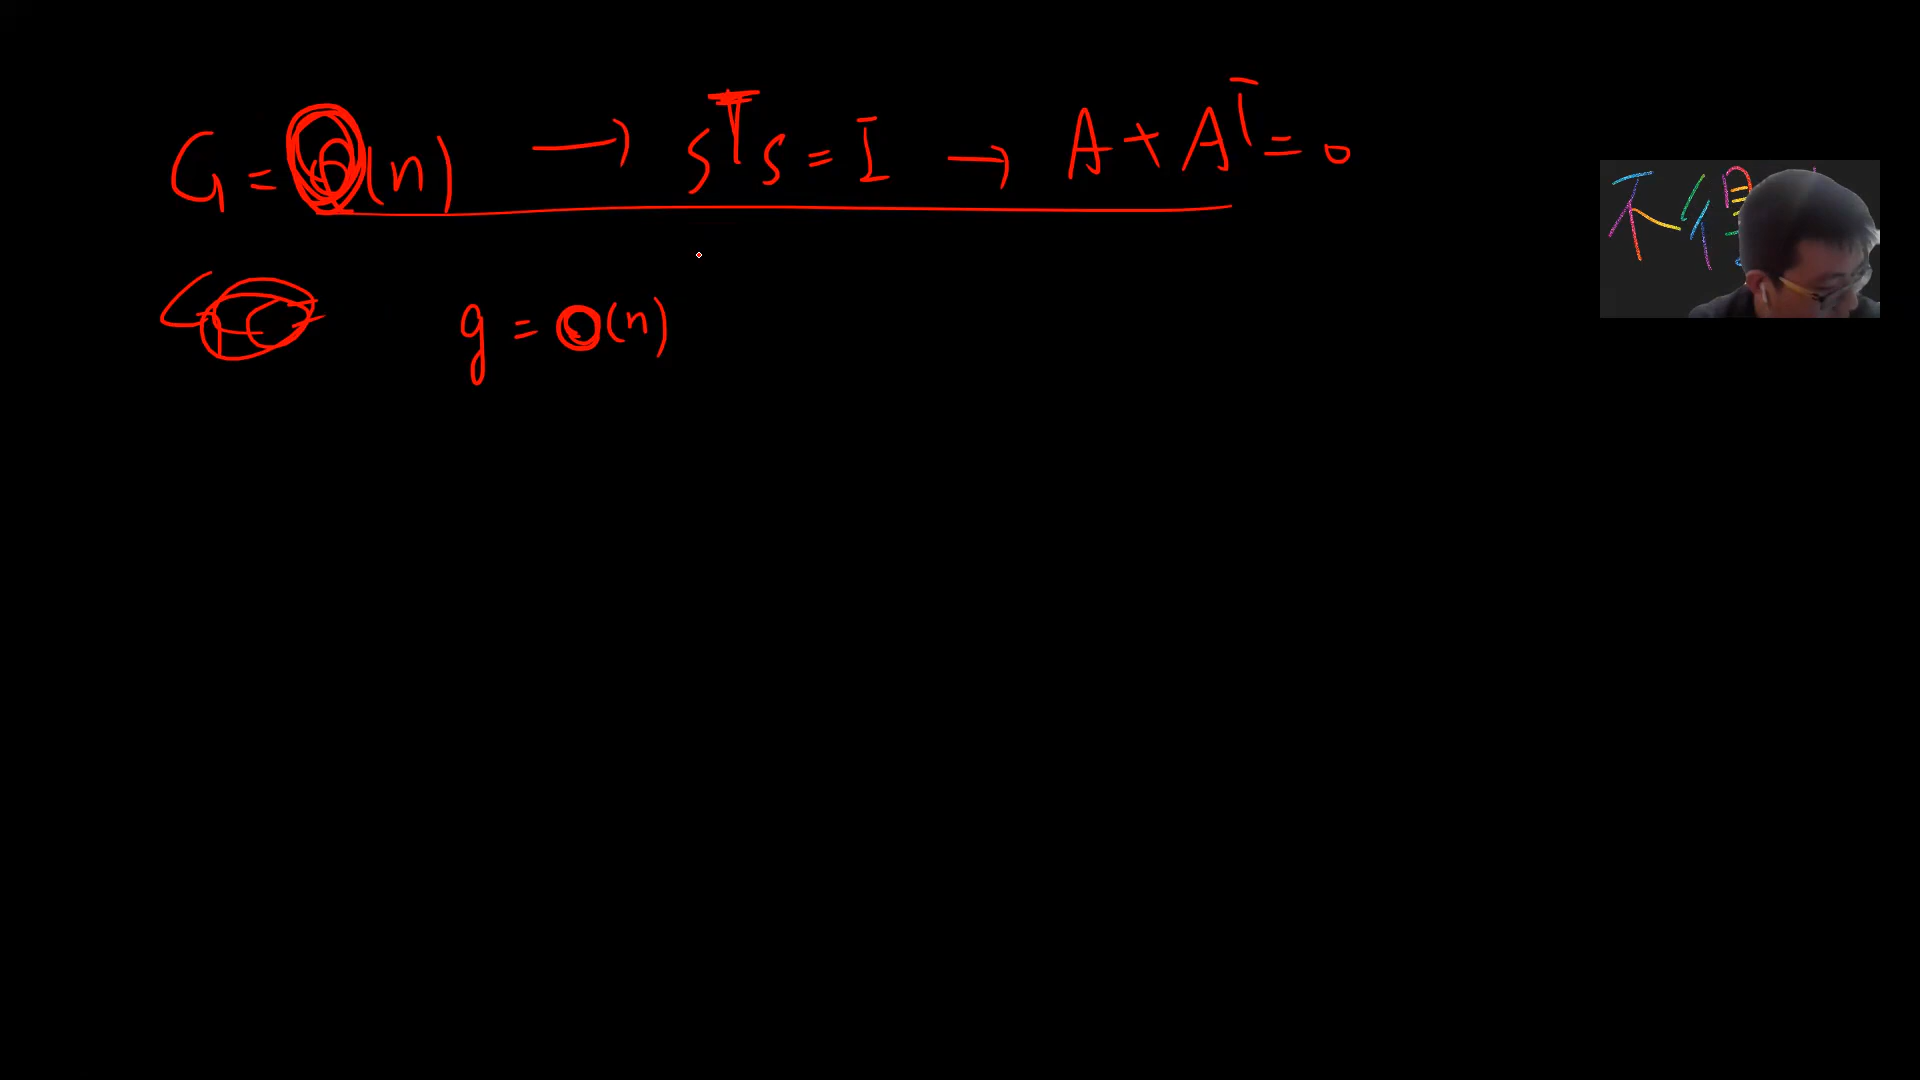 G = O(n) → SᵀS = I → A + Aᵀ = 0
不得
g = o(n)